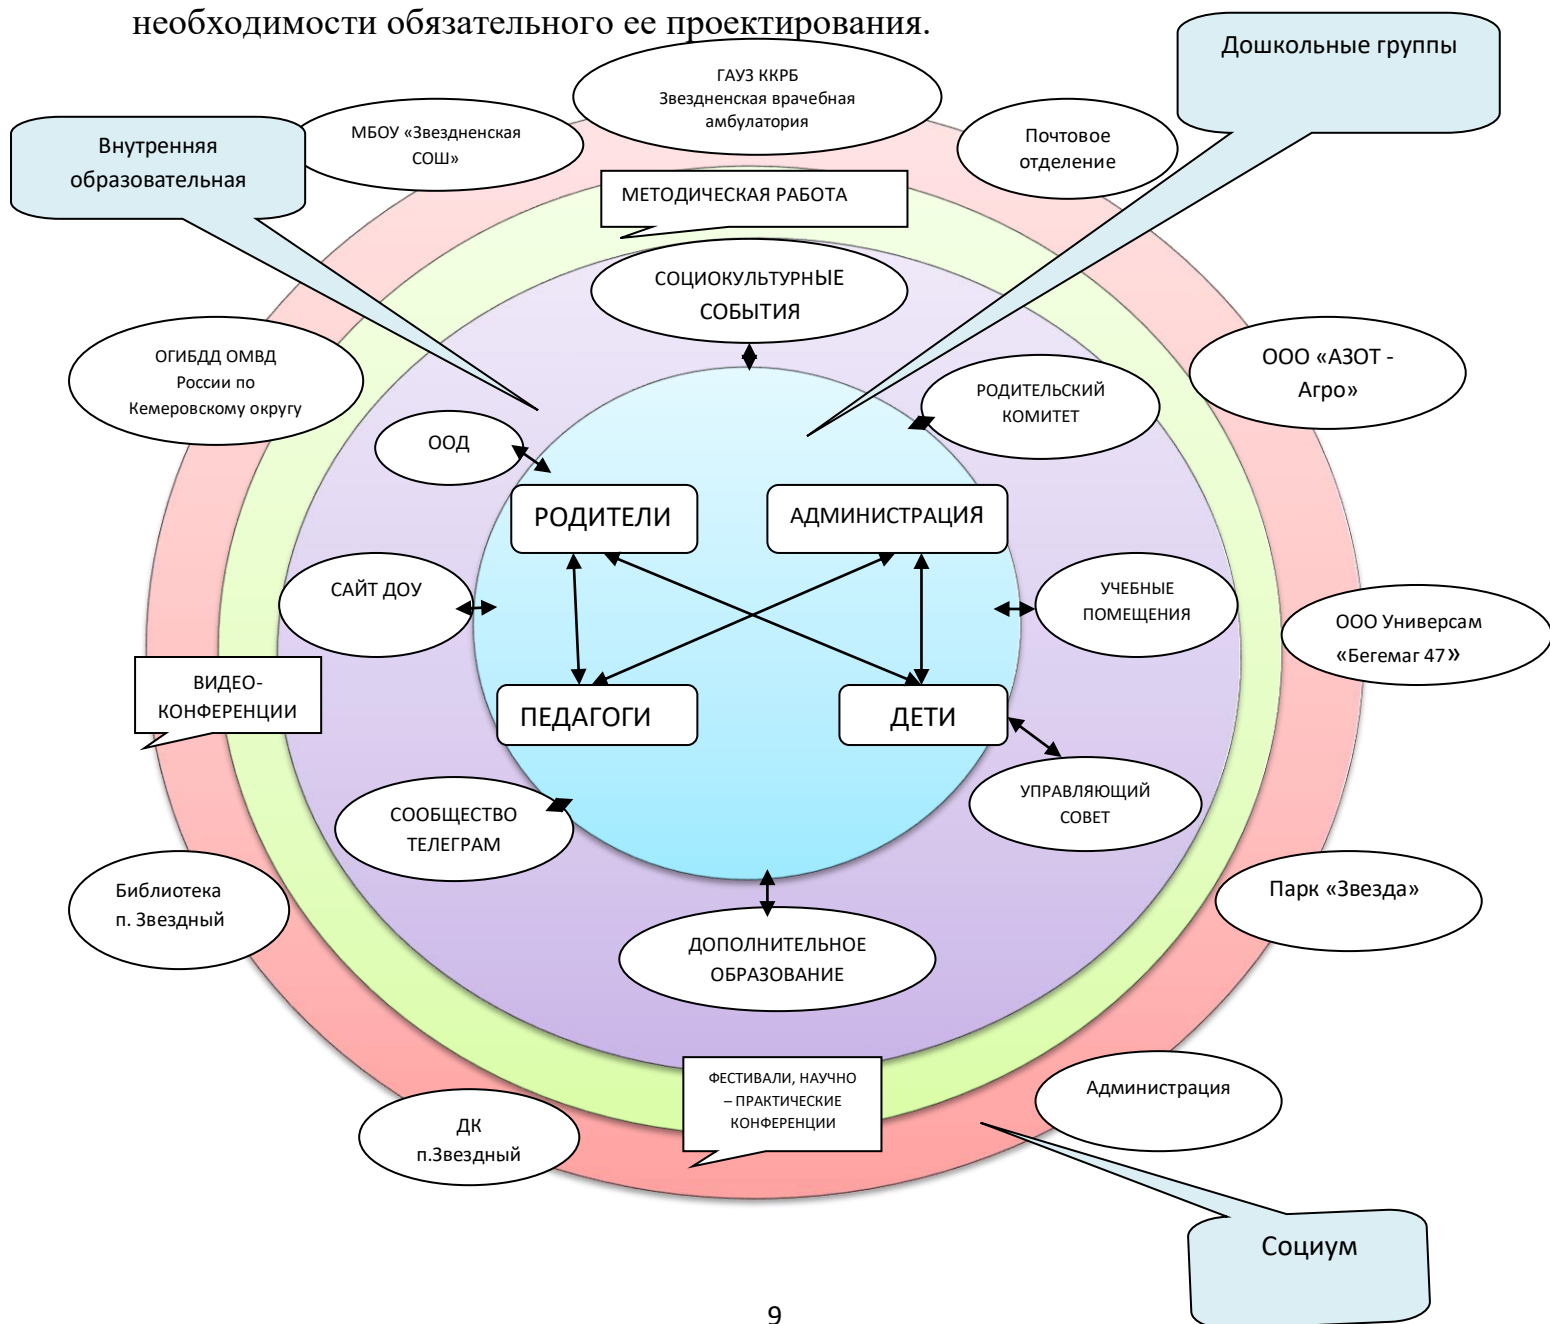 необходимости обязательного ее проектирования.
Дошкольные группы
ГАУЗ ККРБ
Звездненская врачебная
амбулатория
МБОУ «Звездненская
СОШ»
Почтовое
отделение
Внутренняя
образовательная
МЕТОДИЧЕСКАЯ РАБОТА
СОЦИОКУЛЬТУРНЫЕ
СОБЫТИЯ
ОГИБДД ОМВД
России по
Кемеровскому округу
ООО «АЗОТ -
Агро»
РОДИТЕЛЬСКИЙ
КОМИТЕТ
ООД
РОДИТЕЛИ
АДМИНИСТРАЦИЯ
САЙТ ДОУ
УЧЕБНЫЕ
ПОМЕЩЕНИЯ
ООО Универсам
«Бегемаг 47»
ВИДЕО-
КОНФЕРЕНЦИИ
ПЕДАГОГИ
ДЕТИ
СООБЩЕСТВО
ТЕЛЕГРАМ
УПРАВЛЯЮЩИЙ
СОВЕТ
Библиотека
п. Звездный
Парк «Звезда»
ДОПОЛНИТЕЛЬНОЕ
ОБРАЗОВАНИЕ
ФЕСТИВАЛИ, НАУЧНО
– ПРАКТИЧЕСКИЕ
КОНФЕРЕНЦИИ
Администрация
ДК
п.Звездный
Социум
9